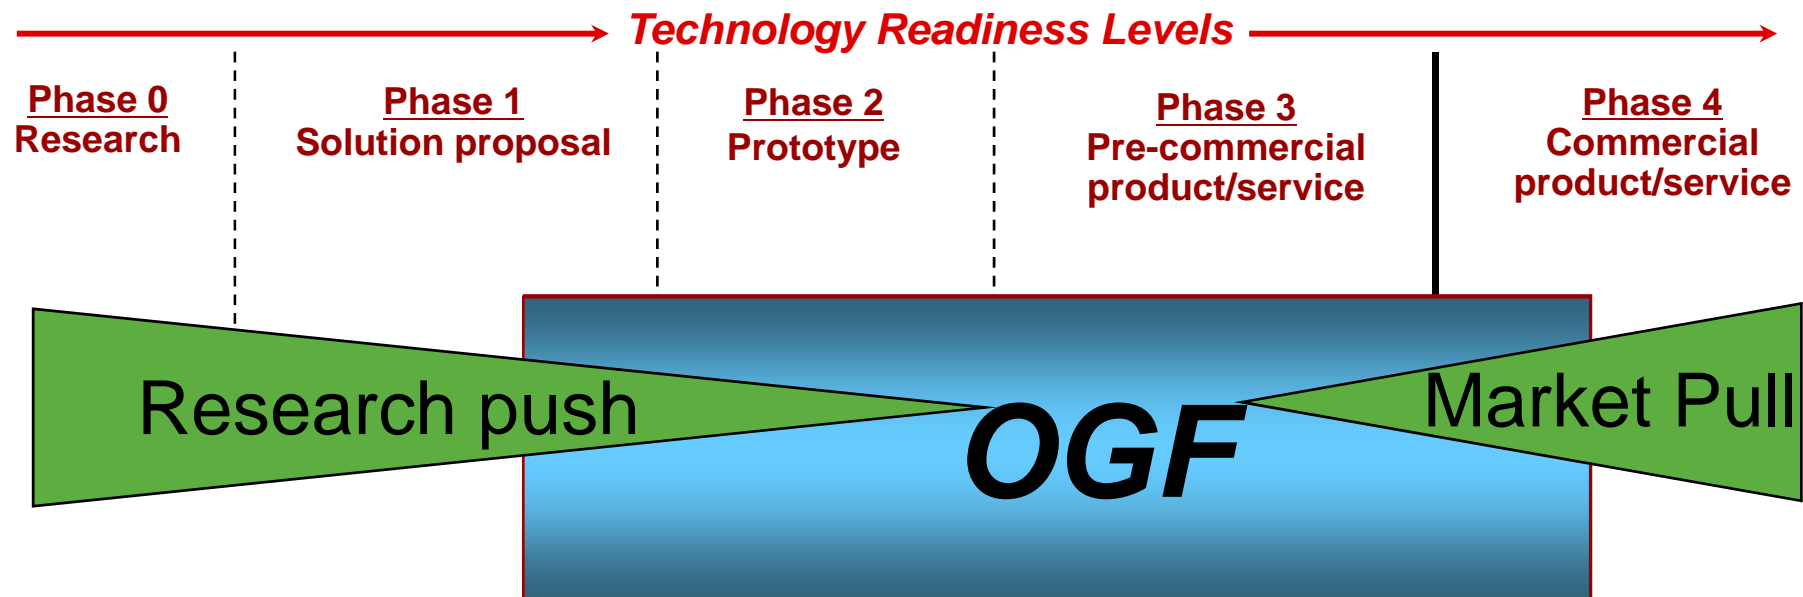 Technology Readiness Levels
Phase 0
Research
Phase 1
Solution proposal
Phase 2
Prototype
Phase 3
Pre-commercial
product/service
Phase 4
Commercial
product/service
Research push
OGF
Market Pull